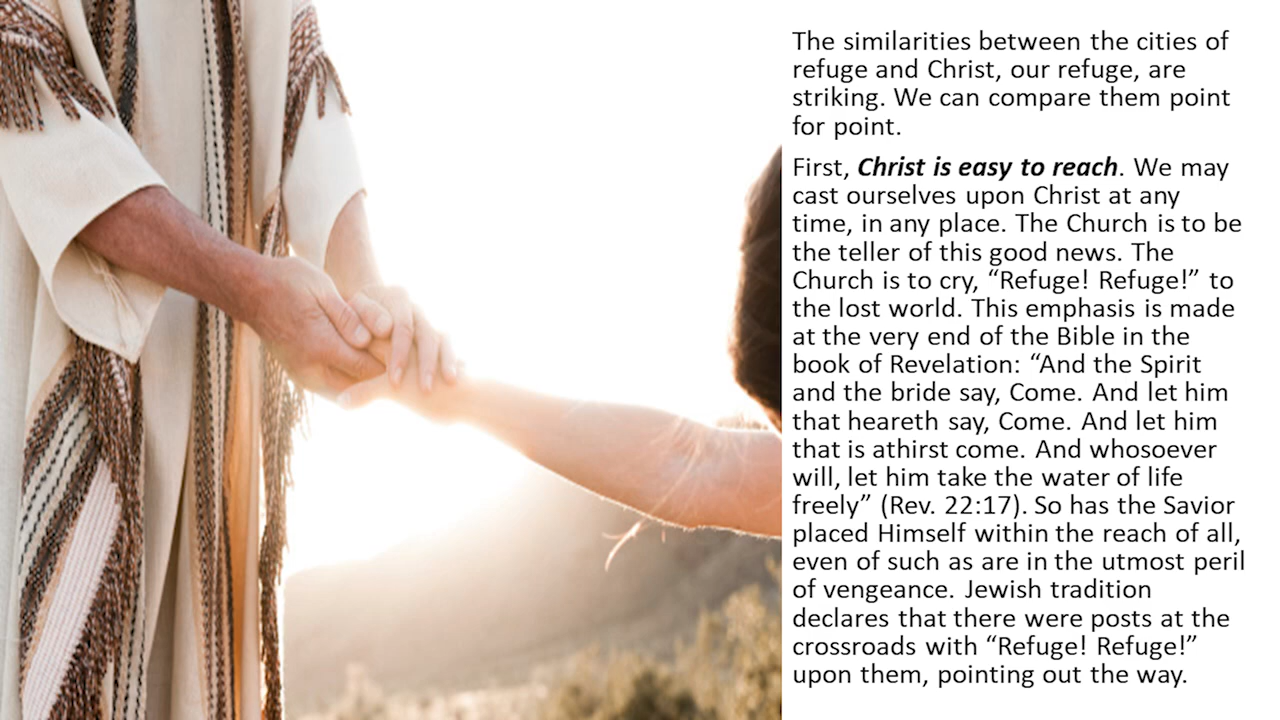 The similarities between the cities of
refuge and Christ, our refuge, are
striking. We can compare them point
for point.
First, Christ is easy to reach. We may
cast ourselves upon Christ at any
time, in any place. The Church is to be
the teller of this good news. The
Church is to cry, “Refuge! Refuge!” to
the lost world. This emphasis is made
at the very end of the Bible in the
book of Revelation: “And the Spirit
and the bride say, Come. And let him
that heareth say, Come. And let him
that is athirst come. And whosoever
will, let him take the water of life
freely” (Rev. 22:17). So has the Savior
placed Himself within the reach of all,
even of such as are in the utmost peril
of vengeance. Jewish tradition
declares that there were posts at the
crossroads with “Refuge! Refuge!”
upon them, pointing out the way.